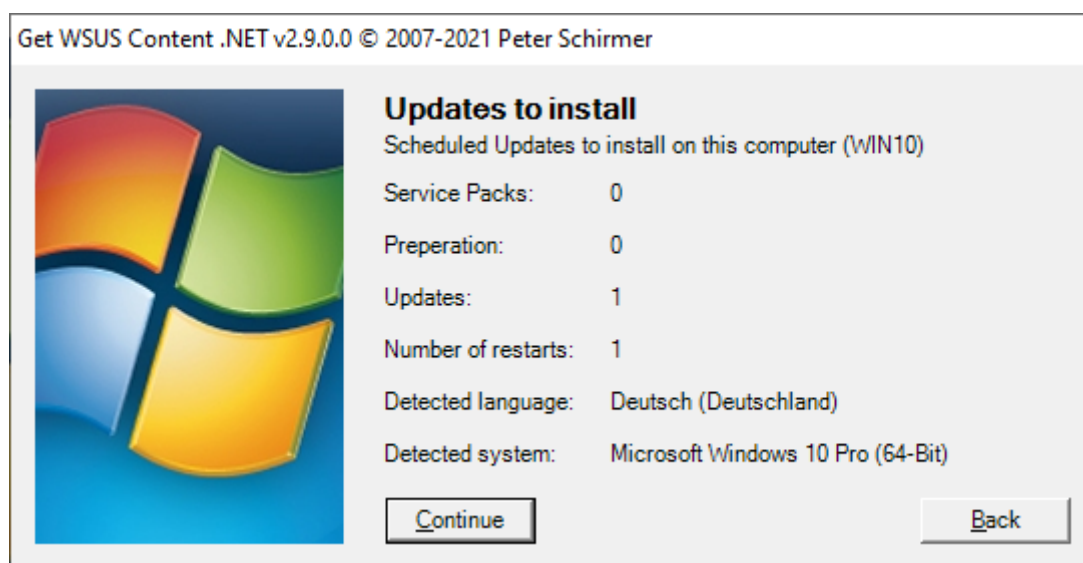 Get WSUS Content .NET v2.9.0.0 © 2007-2021 Peter Schirmer
Updates to install
Scheduled Updates to install on this computer (WIN10)
Service Packs: 0
Preperation: 0
Updates: 1
Number of restarts: 1
Detected language: Deutsch (Deutschland)
Detected system: Microsoft Windows 10 Pro (64-Bit)
Continue Back